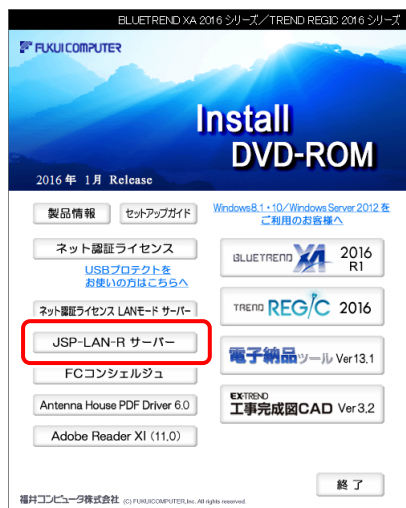 BLUETREND XA 2016 シリーズ／TREND REGIC 2016 シリーズ
FUKUI COMPUTER
Install
DVD-ROM
2016年 1月 Release
製品情報
セットアップガイド
Windows8.1・10/Windows Server 2012 を
ご利用のお客様へ
ネット認証ライセンス
USBプロテクトを
お使いの方はこちらへ
ネット認証ライセンス LANモード サーバー
JSP-LAN-R サーバー
FCコンシェルジュ
Antenna House PDF Driver 6.0
Adobe Reader XI (11.0)
BLUETREND XA 2016
R1
TREND REGIC 2016
電子納品ツール Ver13.1
EX-TREND
工事完成図CAD Ver3.2
終了
福井コンピュータ株式会社 (C) FUKUICOMPUTER, Inc. All rights reserved.